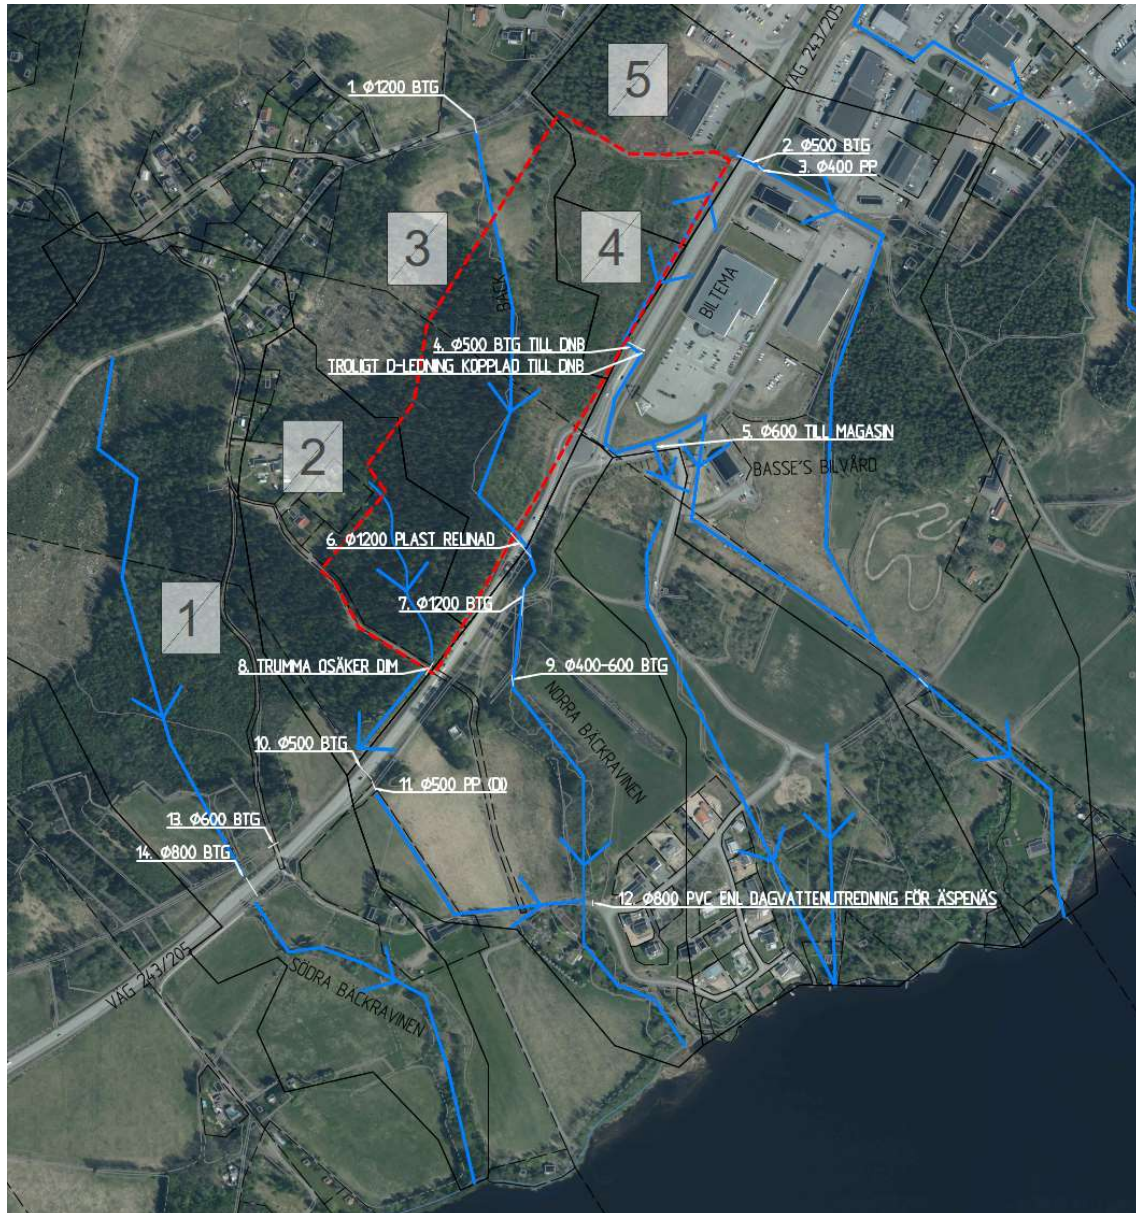 5
1. Ø1200 BTG
VÄG 243/205
2. Ø500 BTG
3. Ø400 PP
3
4
BÄCK
BILTEMA
4. Ø500 BTG TILL DNB
TROLIGT D-LEDNING KOPPLAD TILL DNB
5. Ø600 TILL MAGASIN
2
BASSE'S BILVÅRD
6. Ø1200 PLAST RELINAD
7. Ø1200 BTG
1
8. TRUMMA OSÄKER DIM
9. Ø400-600 BTG
NORRA BÄCKRAVINEN
10. Ø500 BTG
11. Ø500 PP (DI)
13. Ø600 BTG
14. Ø800 BTG
12. Ø800 PVC ENL DAGVATTENUTREDNING FÖR ÄSPENÄS
VÄG 243/205
SÖDRA BÄCKRAVINEN